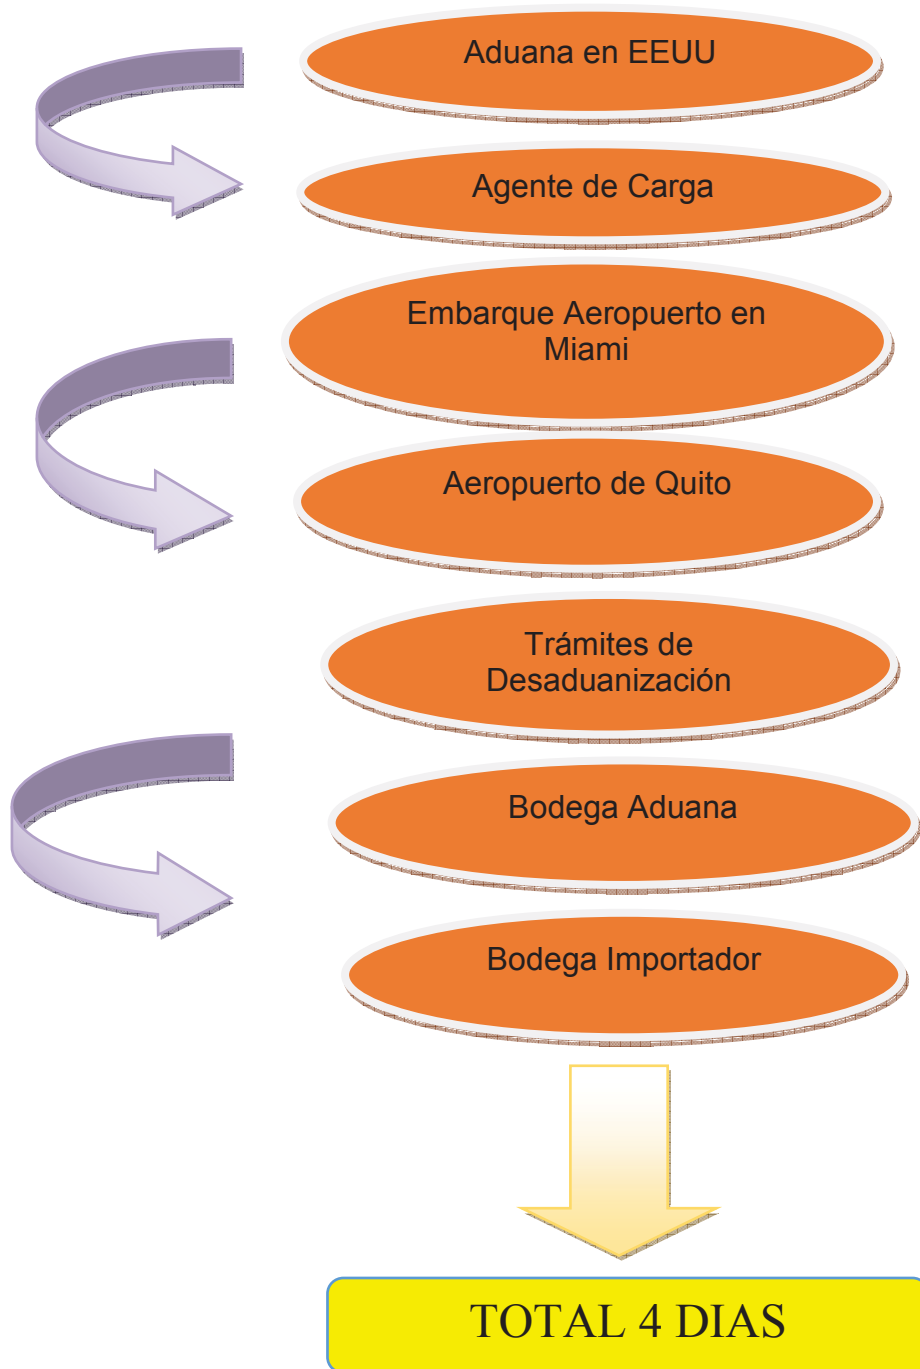 Aduana en EEUU
Agente de Carga
Embarque Aeropuerto en
Miami
Aeropuerto de Quito
Trámites de
Desaduanización
Bodega Aduana
Bodega Importador
TOTAL 4 DIAS